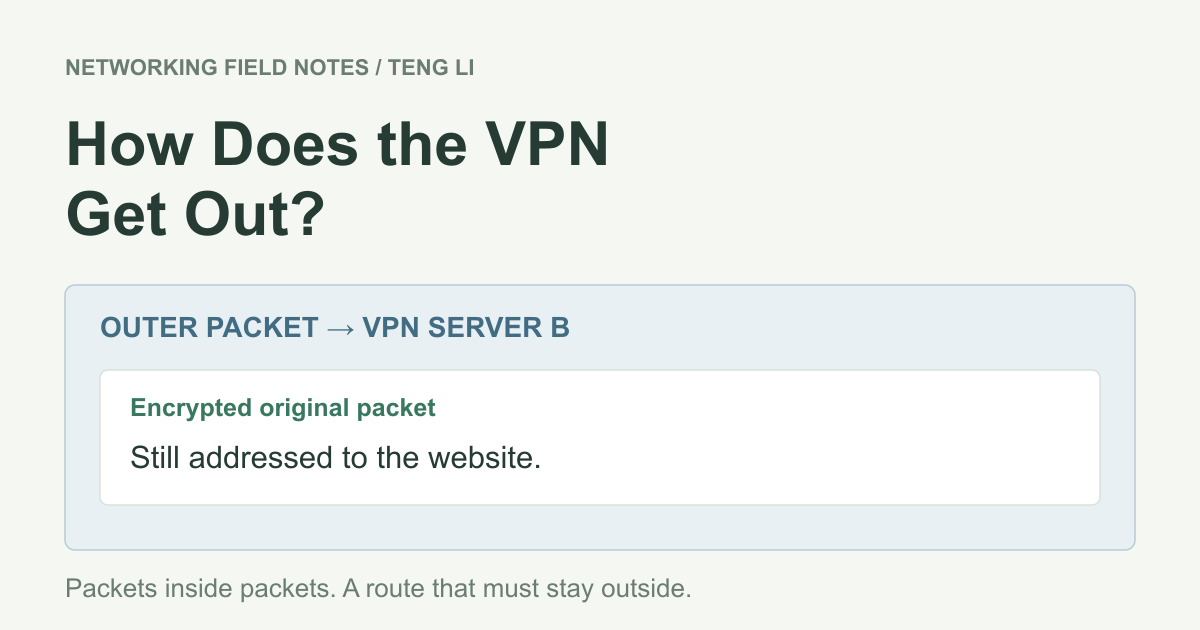 NETWORKING FIELD NOTES / TENG LI
How Does the VPN
Get Out?
OUTER PACKET → VPN SERVER B
Encrypted original packet
Still addressed to the website.
Packets inside packets. A route that must stay outside.